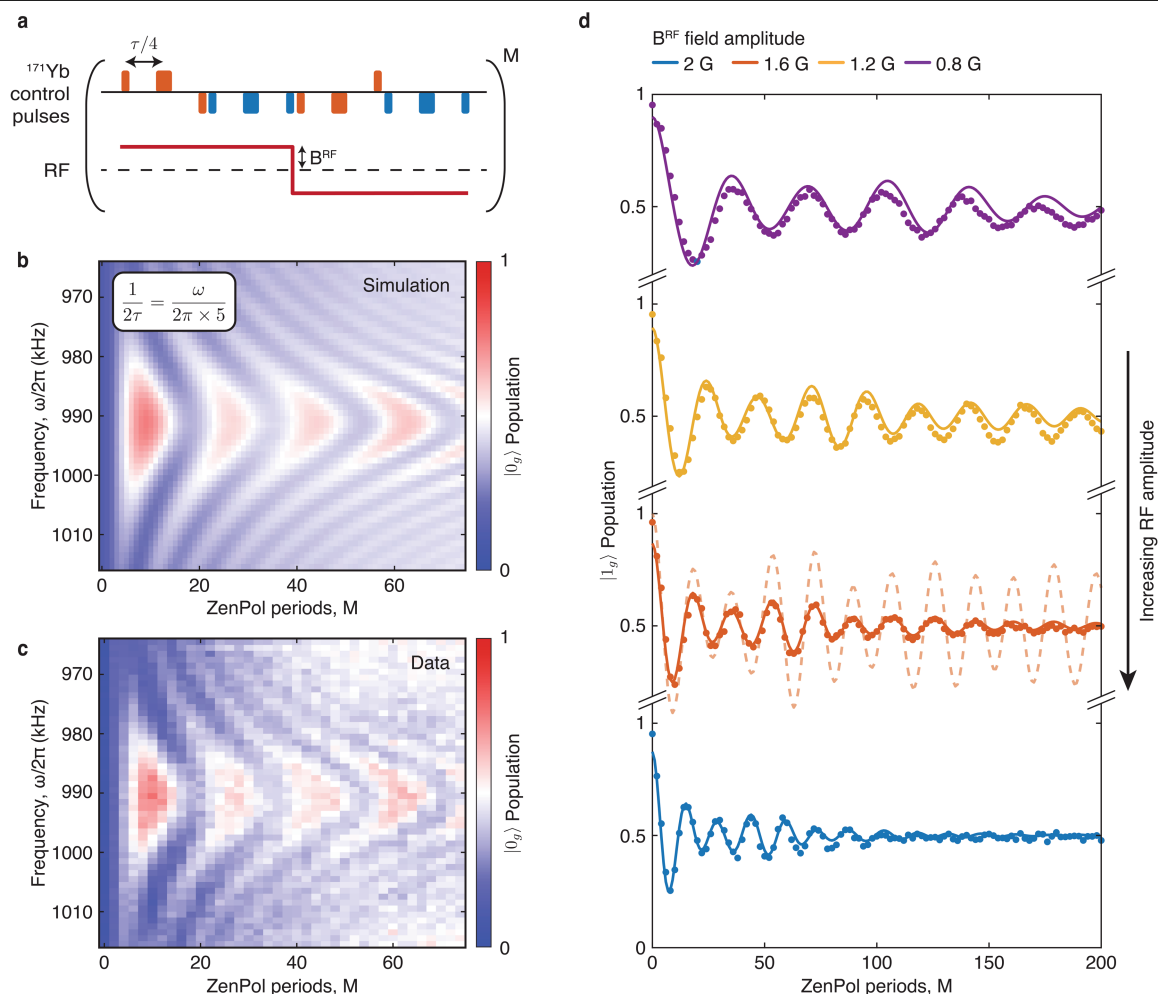 a
τ/4
M
¹⁷¹Yb
control
pulses
RF
Bᴿᶠ
b
Simulation
1/2τ = ω/2π × 5
970
980
990
1000
1010
Frequency, ω/2π (kHz)
0
20
40
60
ZenPol periods, M
1
0
|0g⟩ Population
c
Data
970
980
990
1000
1010
Frequency, ω/2π (kHz)
0
20
40
60
ZenPol periods, M
1
0
|0g⟩ Population
d
Bᴿᶠ field amplitude
2 G
1.6 G
1.2 G
0.8 G
1
0.5
1
0.5
1
0.5
1
0.5
0
|1g⟩ Population
0
50
100
150
200
ZenPol periods, M
Increasing RF amplitude